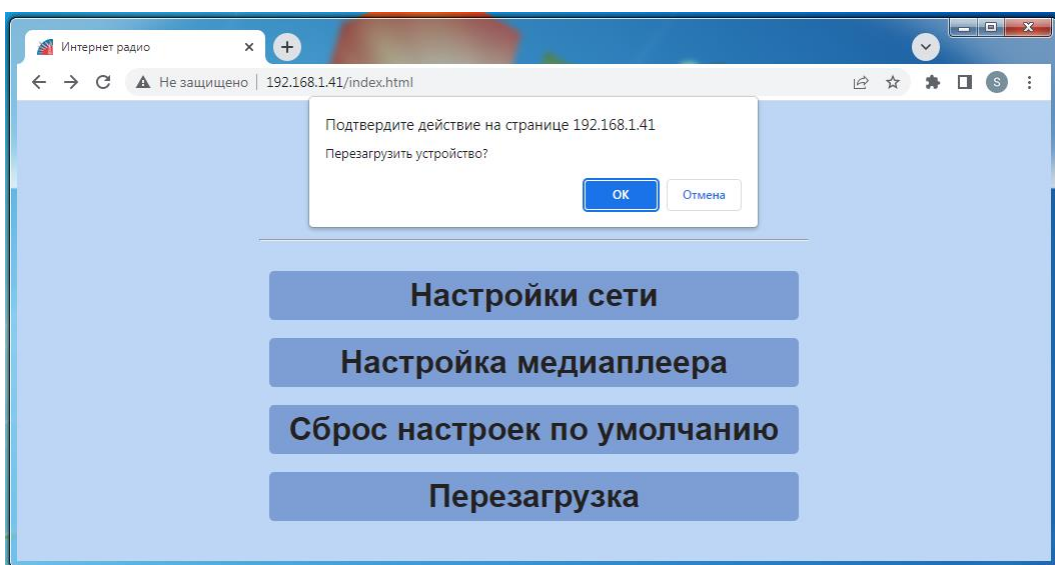 Интернет радио
Не защищено 192.168.1.41/index.html
S
Подтвердите действие на странице 192.168.1.41
Перезагрузить устройство?
ОК Отмена
Настройки сети
Настройка медиаплеера
Сброс настроек по умолчанию
Перезагрузка